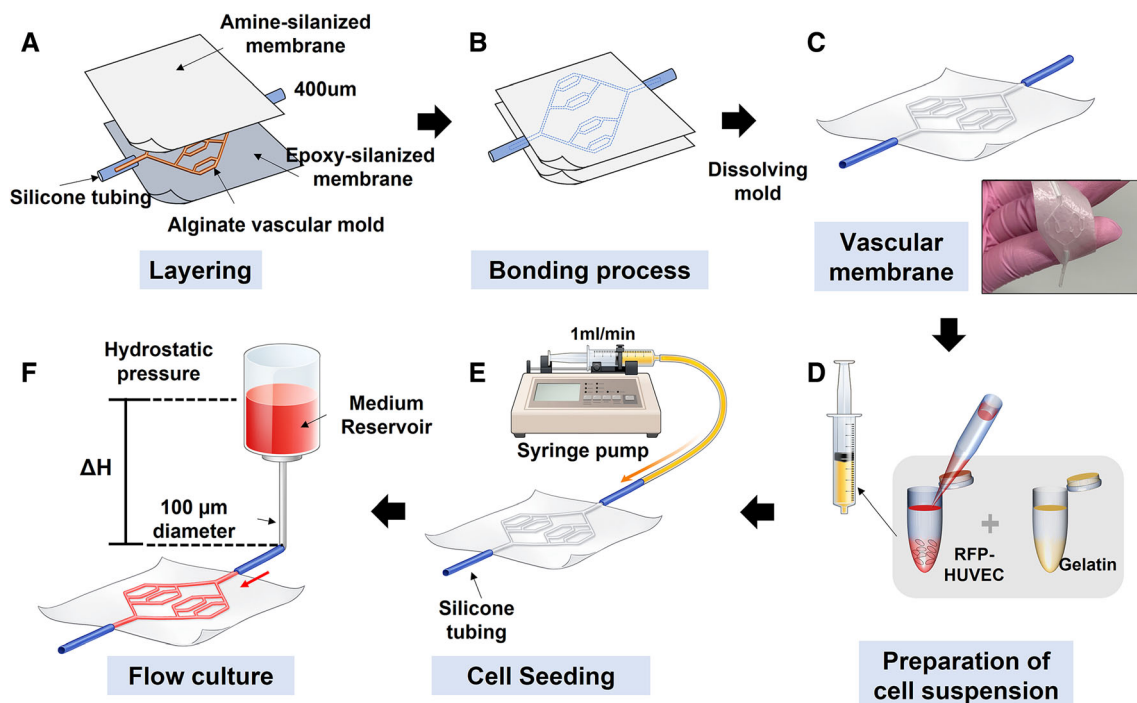 A
Amine-silanized
membrane
400um
Epoxy-silanized
membrane
Silicone tubing
Alginate vascular mold
Layering
B
Bonding process
Dissolving
mold
C
Vascular
membrane
D
RFP-
HUVEC
+
Gelatin
Preparation of
cell suspension
E
1ml/min
Syringe pump
Silicone
tubing
Cell Seeding
F
Hydrostatic
pressure
Medium
Reservoir
ΔH
100 µm
diameter
Flow culture